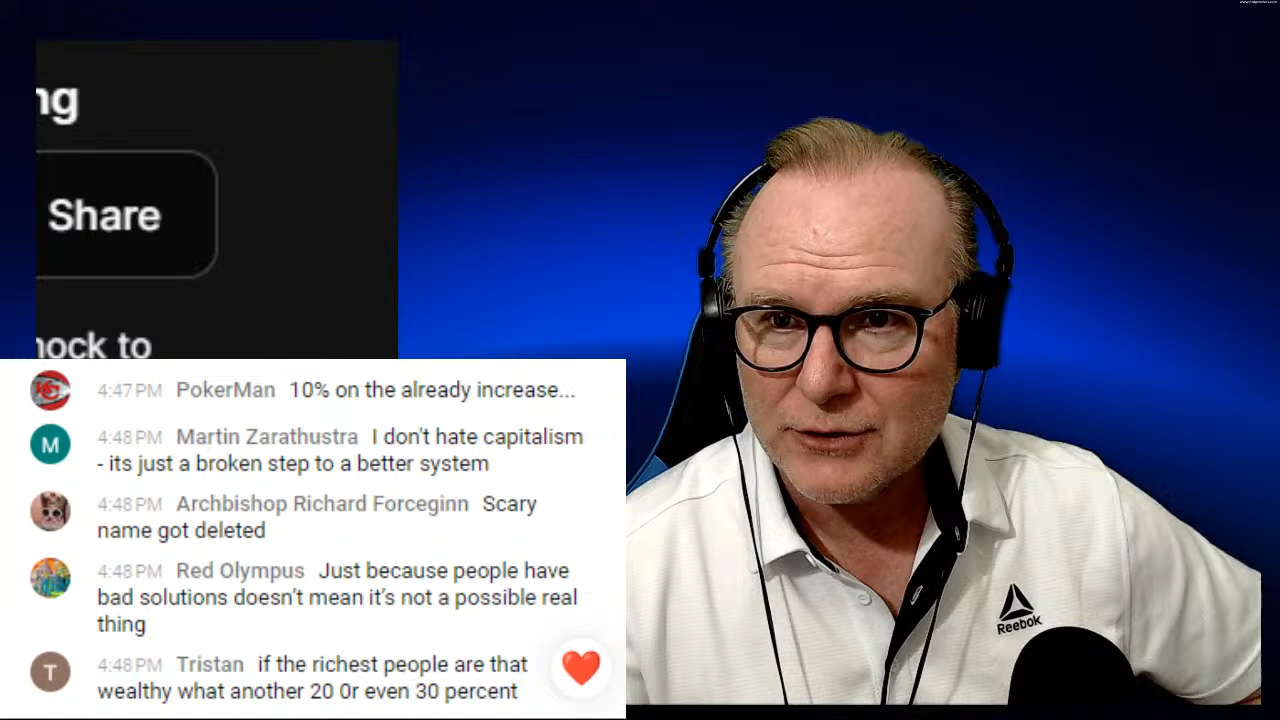 ng
Share
nock to
4:47 PM PokerMan 10% on the already increase...
M 4:48 PM Martin Zarathustra I don't hate capitalism
- its just a broken step to a better system
4:48 PM Archbishop Richard Forceginn Scary
name got deleted
4:48 PM Red Olympus Just because people have
bad solutions doesn't mean it's not a possible real
thing
T 4:48 PM Tristan if the richest people are that
wealthy what another 20 0r even 30 percent
Reebok